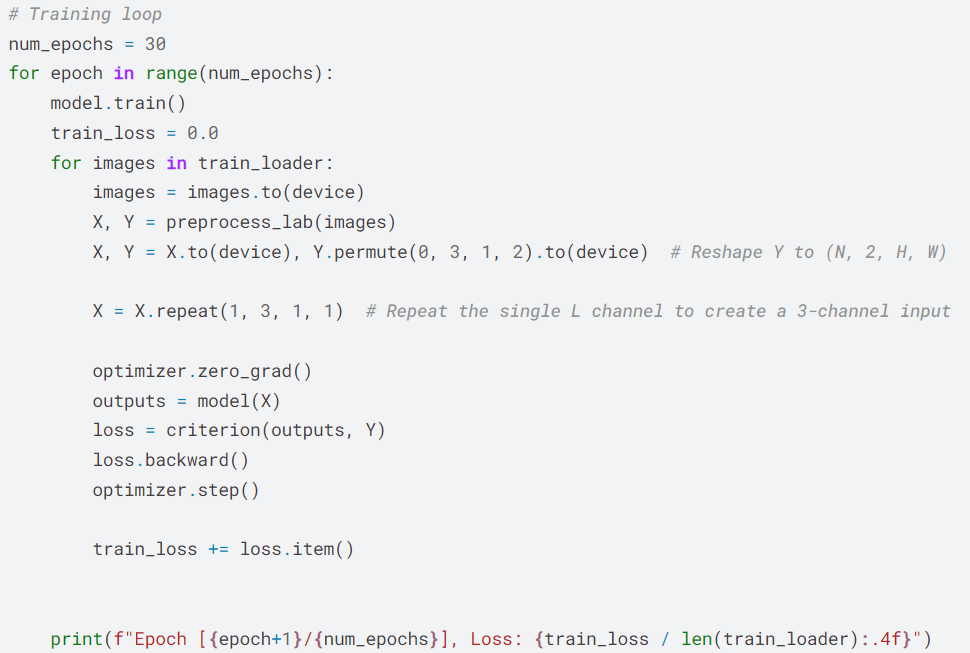 # Training loop
num_epochs = 30
for epoch in range(num_epochs):
    model.train()
    train_loss = 0.0
    for images in train_loader:
        images = images.to(device)
        X, Y = preprocess_lab(images)
        X, Y = X.to(device), Y.permute(0, 3, 1, 2).to(device)  # Reshape Y to (N, 2, H, W)

        X = X.repeat(1, 3, 1, 1)  # Repeat the single L channel to create a 3-channel input

        optimizer.zero_grad()
        outputs = model(X)
        loss = criterion(outputs, Y)
        loss.backward()
        optimizer.step()

        train_loss += loss.item()


    print(f"Epoch [{epoch+1}/{num_epochs}], Loss: {train_loss / len(train_loader):.4f}")